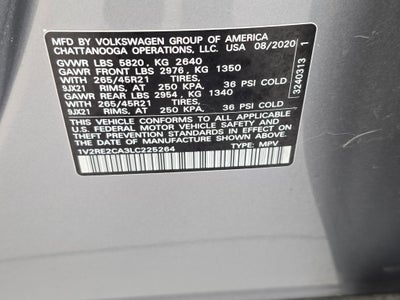 MFD BY VOLKSWAGEN GROUP OF AMERICA
CHATTANOOGA OPERATIONS, LLC. USA 08/2020
GVWR LBS 5820, KG 2640
GAWR FRONT LBS 2976, KG 1350
WITH 265/45R21 TIRES,
9JX21 RIMS, AT 250 KPA. 36 PSI COLD
GAWR REAR LBS 2954, KG 1340
WITH 265/45R21 TIRES,
9JX21 RIMS, AT 250 KPA. 36 PSI COLD
THIS VEHICLE CONFORMS TO ALL APPLICABLE
U.S. FEDERAL MOTOR VEHICLE SAFETY AND
THEFT PREVENTION STANDARDS IN EFFECT ON
THE DATE OF MANUFACTURE SHOWN ABOVE.
1V2RE2CA3LC225264 TYPE: MPV
3240313 1